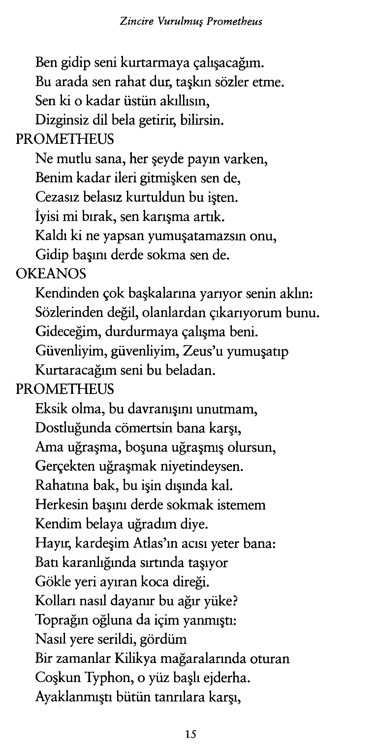 Zincire Vurulmuş Prometheus
Ben gidip seni kurtarmaya çalışacağım.
Bu arada sen rahat dur, taşkın sözler etme.
Sen ki o kadar üstün akıllısın,
Dizginsiz dil bela getirir, bilirsin.
PROMETHEUS
Ne mutlu sana, her şeyde payın varken,
Benim kadar ileri gitmişken sen de,
Cezasız belasız kurtuldun bu işten.
İyisi mi bırak, sen karışma artık.
Kaldı ki ne yapsan yumuşatamazsın onu,
Gidip başını derde sokma sen de.
OKEANOS
Kendinden çok başkalarına yarıyor senin aklın:
Sözlerinden değil, olanlardan çıkarıyorum bunu.
Gideceğim, durdurmaya çalışma beni.
Güvenliyim, güvenliyim, Zeus'u yumuşatıp
Kurtaracağım seni bu beladan.
PROMETHEUS
Eksik olma, bu davranışını unutmam,
Dostluğunda cömertsin bana karşı,
Ama uğraşma, boşuna uğraşmış olursun,
Gerçekten uğraşmak niyetindeysen.
Rahatına bak, bu işin dışında kal.
Herkesin başını derde sokmak istemem
Kendim belaya uğradım diye.
Hayır, kardeşim Atlas'ın acısı yeter bana:
Batı karanlığında sırtında taşıyor
Gökle yeri ayıran koca direği.
Kolları nasıl dayanır bu ağır yüke?
Toprağın oğluna da içim yanmıştı:
Nasıl yere serildi, gördüm
Bir zamanlar Kilikya mağaralarında oturan
Coşkun Typhon, o yüz başlı ejderha.
Ayaklanmıştı bütün tanrılara karşı,
15